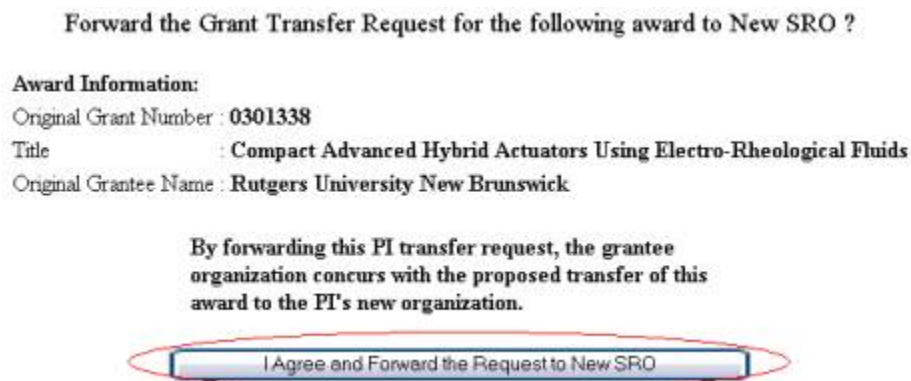 Forward the Grant Transfer Request for the following award to New SRO ?
Award Information:
Original Grant Number : 0301338
Title : Compact Advanced Hybrid Actuators Using Electro-Rheological Fluids
Original Grantee Name : Rutgers University New Brunswick
By forwarding this PI transfer request, the grantee
organization concurs with the proposed transfer of this
award to the PI's new organization.
I Agree and Forward the Request to New SRO